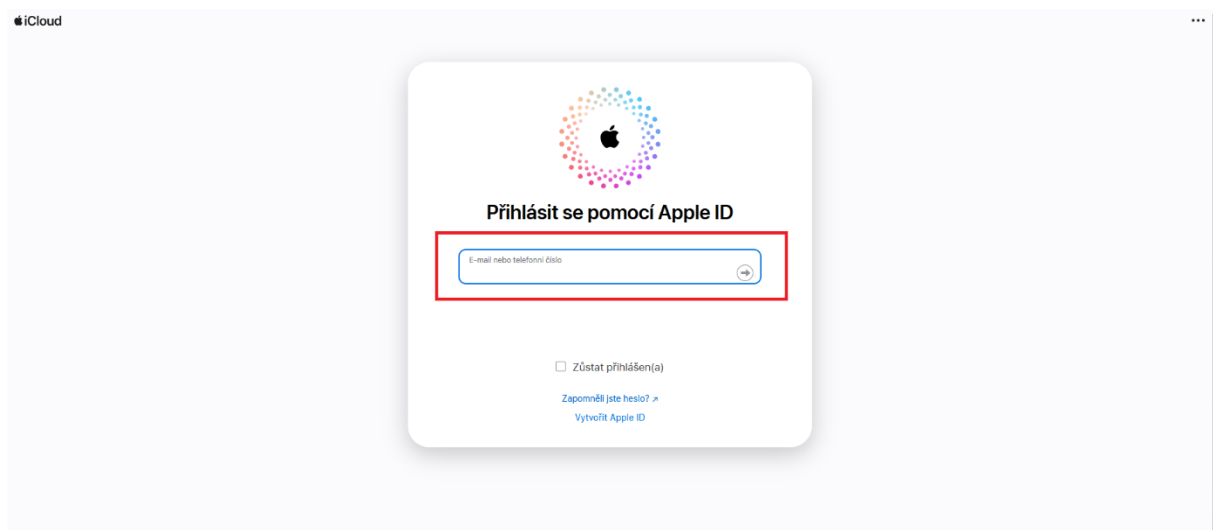 iCloud
Přihlásit se pomocí Apple ID
E-mail nebo telefonní číslo
Zůstat přihlášen(a)
Zapomněli jste heslo? ↗
Vytvořit Apple ID